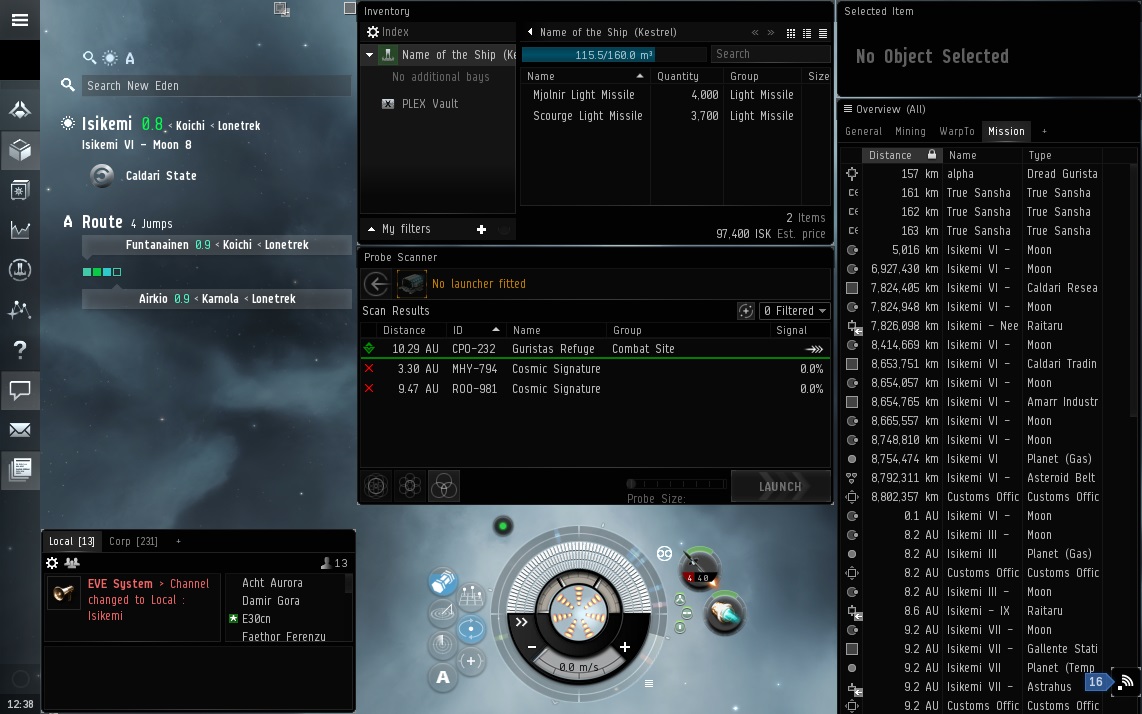 Search New Eden
Isikemi 0.8 < Koichi < Lonetrek
Isikemi VI - Moon 8
Caldari State
Route 4 Jumps
Funtanainen 0.9 < Koichi < Lonetrek
Airkio 0.9 < Karnola < Lonetrek
Inventory
Index
Name of the Ship (Ke
No additional bays
PLEX Vault
My filters
Name of the Ship (Kestrel)
115.5/160.0 m³
Search
Name Quantity Group Size
Mjolnir Light Missile 4,000 Light Missile
Scourge Light Missile 3,700 Light Missile
2 Items
97,400 ISK Est. price
Probe Scanner
No launcher fitted
Scan Results
0 Filtered
Distance ID Name Group Signal
10.29 AU CPO-232 Guristas Refuge Combat Site
3.30 AU MHY-794 Cosmic Signature 0.0%
9.47 AU ROO-981 Cosmic Signature 0.0%
Probe Size:
LAUNCH
Selected Item
No Object Selected
Overview (All)
General Mining WarpTo Mission +
Distance Name Type
157 km alpha Dread Gurista
161 km True Sansha True Sansha
162 km True Sansha True Sansha
163 km True Sansha True Sansha
5,016 km Isikemi VI - Moon
6,927,430 km Isikemi VI - Moon
7,824,405 km Isikemi VI - Caldari Resea
7,824,948 km Isikemi VI - Moon
7,826,098 km Isikemi - Nee Raitaru
8,414,669 km Isikemi VI - Moon
8,653,751 km Isikemi VI - Caldari Tradin
8,654,057 km Isikemi VI - Moon
8,654,765 km Isikemi VI - Amarr Industr
8,665,557 km Isikemi VI - Moon
8,748,810 km Isikemi VI - Moon
8,754,474 km Isikemi VI Planet (Gas)
8,792,311 km Isikemi VI - Asteroid Belt
8,802,357 km Customs Offic Customs Offic
0.1 AU Isikemi VI - Moon
8.2 AU Isikemi III - Moon
8.2 AU Isikemi III Planet (Gas)
8.2 AU Customs Offic Customs Offic
8.2 AU Isikemi III - Moon
8.6 AU Isikemi - IX Raitaru
9.2 AU Isikemi VII - Moon
9.2 AU Isikemi VII - Gallente Stati
9.2 AU Isikemi VII Planet (Temp
9.2 AU Isikemi VII - Astrahus
9.2 AU Customs Offic Customs Offic
16
Local [13] Corp [231] +
13
EVE System > Channel
changed to Local :
Isikemi
Acht Aurora
Damir Gora
E30cn
Faethor Ferenzu
4 40
0.0 m/s
A
12:38